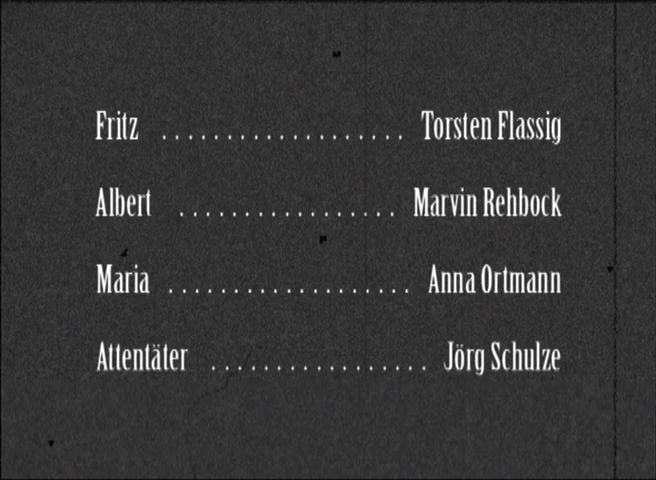 Fritz . . . . . . . . . . . . . . . . . . . Torsten Flassig
Albert . . . . . . . . . . . . . . . . . Marvin Rehbock
Maria . . . . . . . . . . . . . . . . . . . Anna Ortmann
Attentäter . . . . . . . . . . . . . . . . . Jörg Schulze